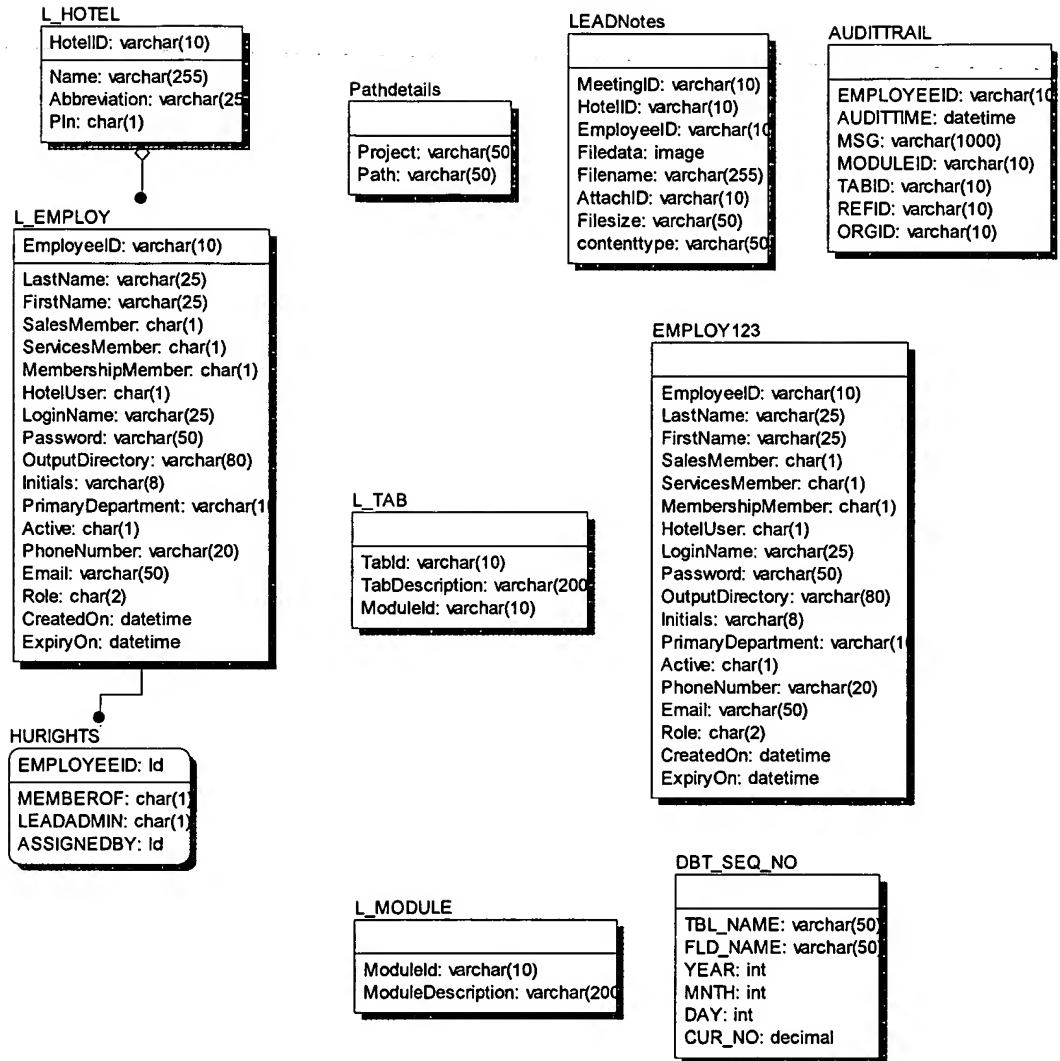 L_HOTEL
HotelID: varchar(10)
Name: varchar(255)
Abbreviation: varchar(25
Pin: char(1)
L_EMPLOY
EmployeeID: varchar(10)
LastName: varchar(25)
FirstName: varchar(25)
SalesMember: char(1)
ServicesMember: char(1)
MembershipMember: char(1)
HotelUser: char(1)
LoginName: varchar(25)
Password: varchar(50)
OutputDirectory: varchar(80)
Initials: varchar(8)
PrimaryDepartment: varchar(1
Active: char(1)
PhoneNumber: varchar(20)
Email: varchar(50)
Role: char(2)
CreatedOn: datetime
ExpiryOn: datetime
HURIGHTS
EMPLOYEEID: Id
MEMBEROF: char(1)
LEADADMIN: char(1)
ASSIGNEDBY: Id
Pathdetails
Project: varchar(50
Path: varchar(50)
L_TAB
TabId: varchar(10)
TabDescription: varchar(200
ModuleId: varchar(10)
L_MODULE
ModuleId: varchar(10)
ModuleDescription: varchar(200
LEADNotes
MeetingID: varchar(10)
HotelID: varchar(10)
EmployeeID: varchar(10
Filedata: image
Filename: varchar(255)
AttachID: varchar(10)
Filesize: varchar(50)
contenttype: varchar(50
AUDITTRAIL
EMPLOYEEID: varchar(10
AUDITTIME: datetime
MSG: varchar(1000)
MODULEID: varchar(10)
TABID: varchar(10)
REFID: varchar(10)
ORGID: varchar(10)
EMPLOY123
EmployeeID: varchar(10)
LastName: varchar(25)
FirstName: varchar(25)
SalesMember: char(1)
ServicesMember: char(1)
MembershipMember: char(1)
HotelUser: char(1)
LoginName: varchar(25)
Password: varchar(50)
OutputDirectory: varchar(80)
Initials: varchar(8)
PrimaryDepartment: varchar(1
Active: char(1)
PhoneNumber: varchar(20)
Email: varchar(50)
Role: char(2)
CreatedOn: datetime
ExpiryOn: datetime
DBT_SEQ_NO
TBL_NAME: varchar(50)
FLD_NAME: varchar(50)
YEAR: int
MNTH: int
DAY: int
CUR_NO: decimal